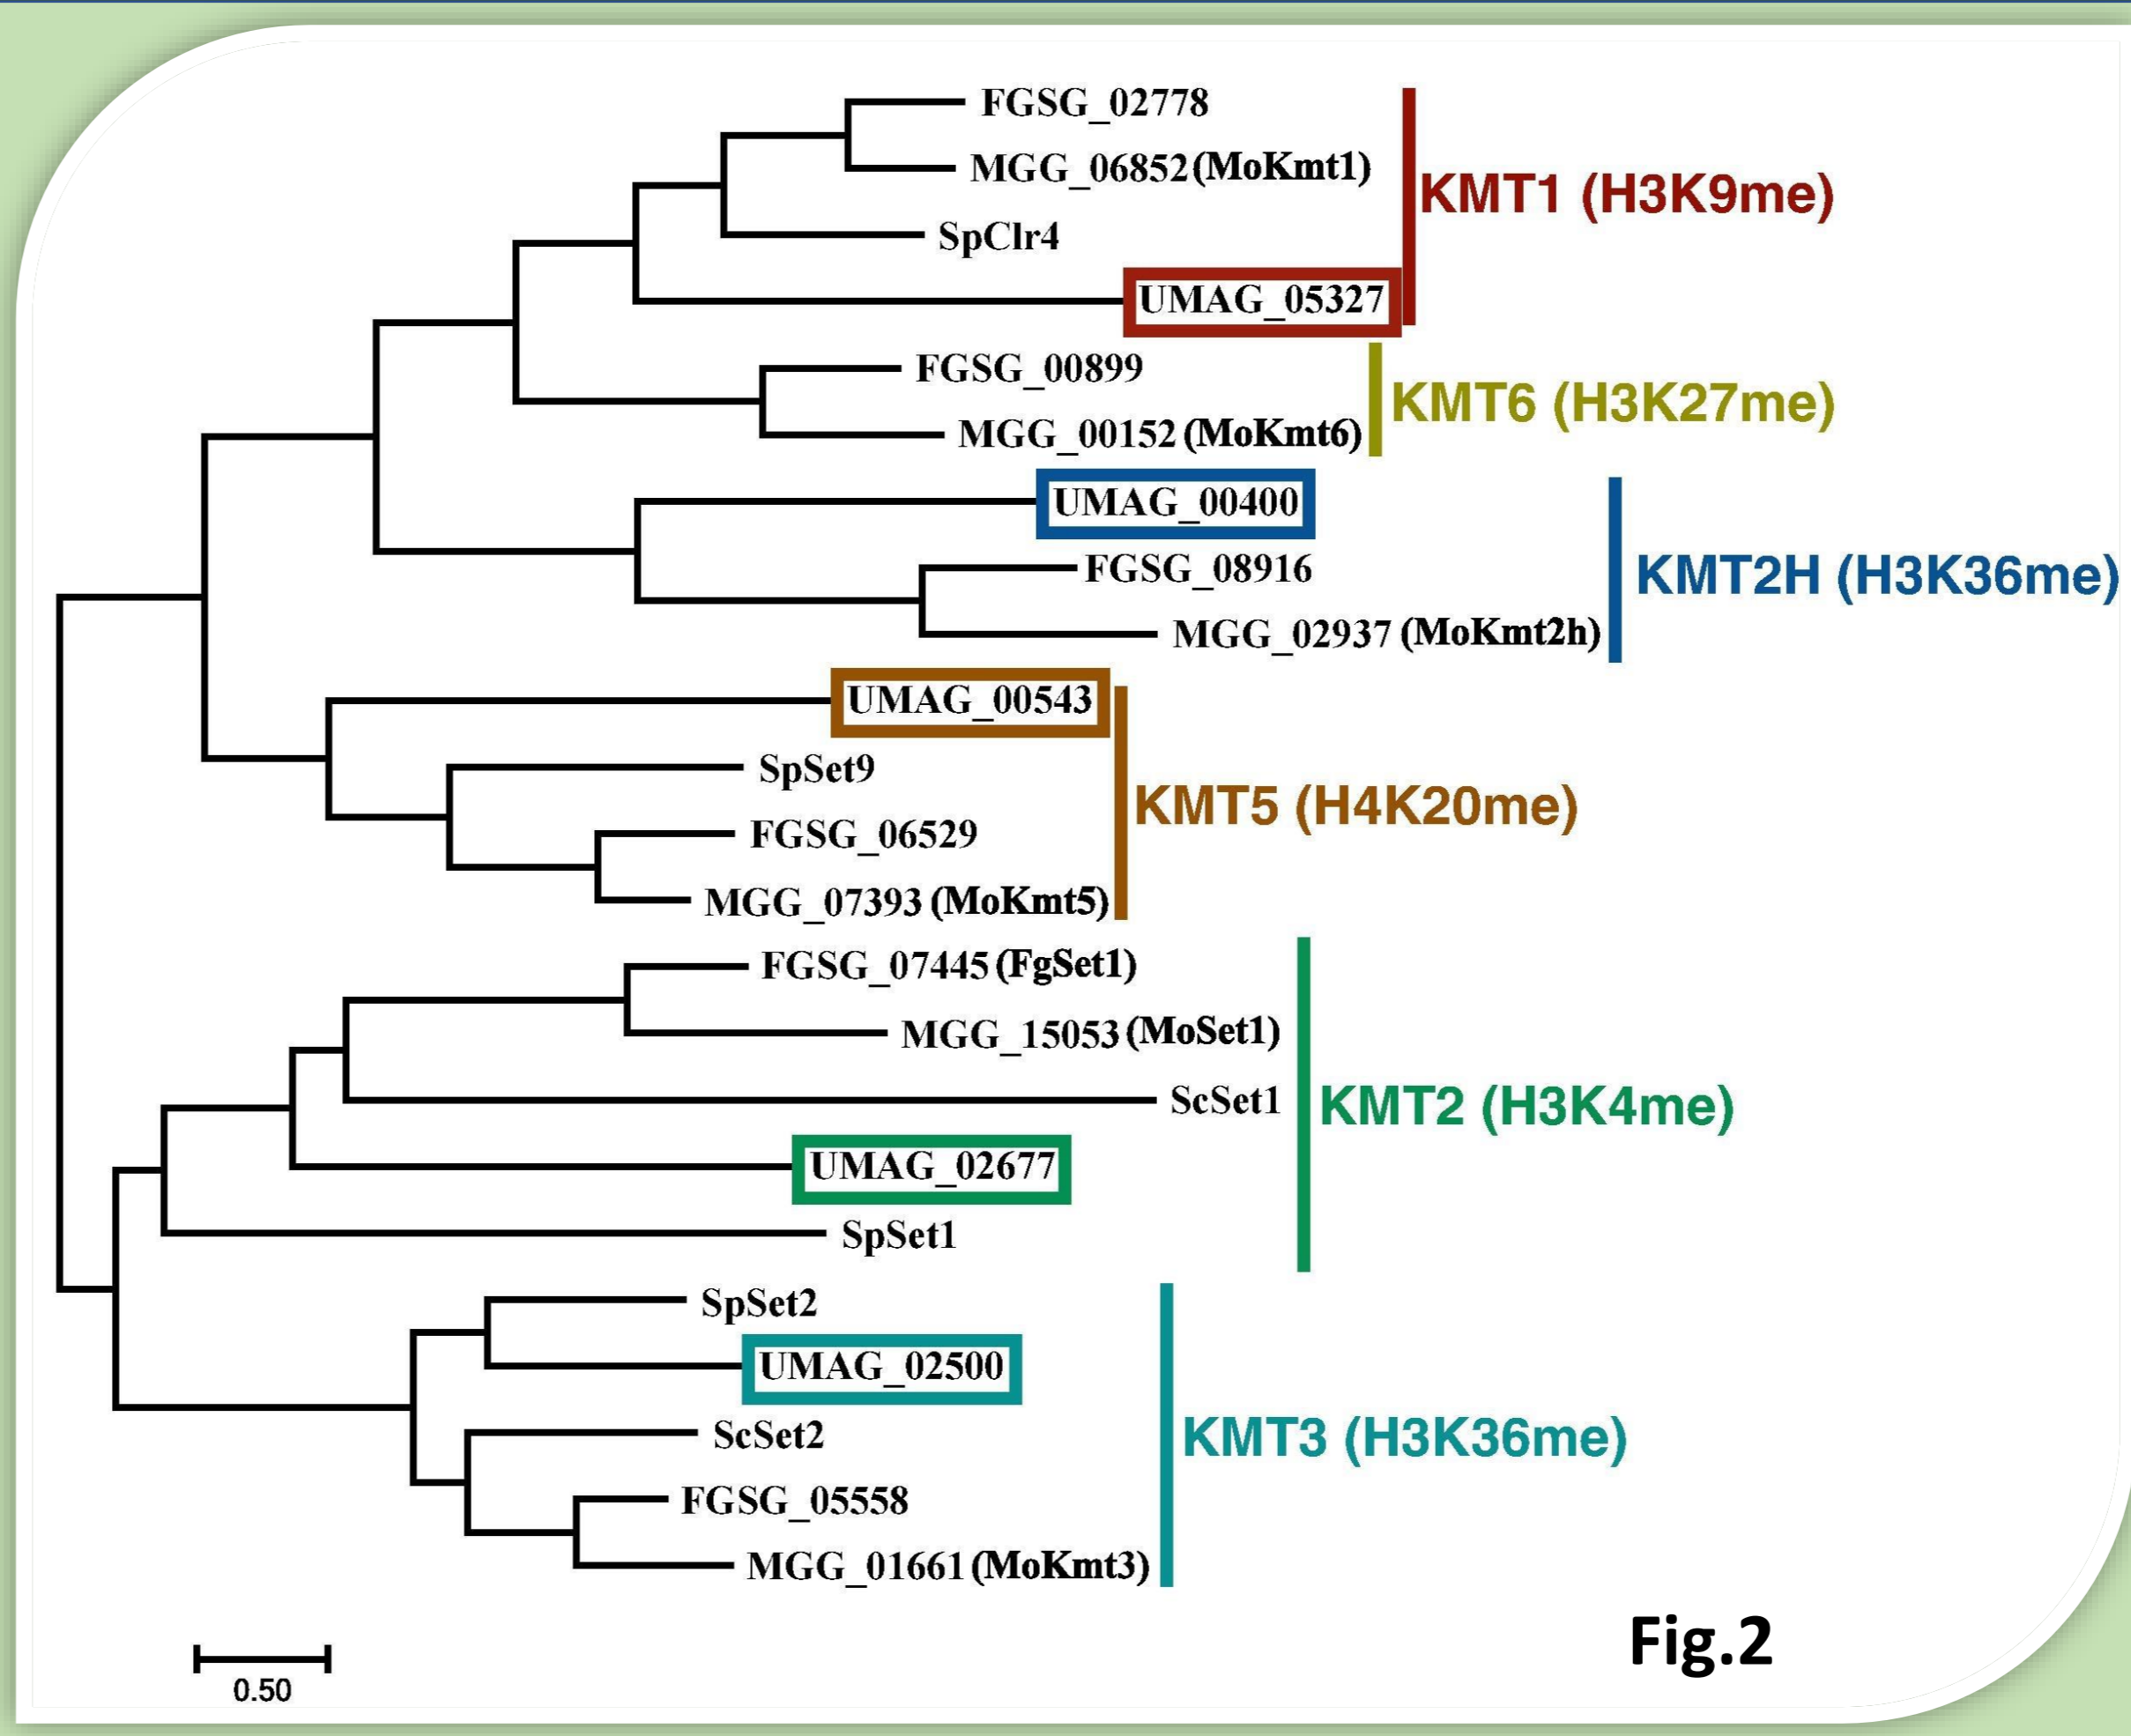 FGSG_02778
MGG_06852(MoKmt1)
KMT1 (H3K9me)
SpClr4
UMAG_05327
FGSG_00899
KMT6 (H3K27me)
MGG_00152 (MoKmt6)
UMAG_00400
FGSG_08916
KMT2H (H3K36me)
MGG_02937 (MoKmt2h)
UMAG_00543
SpSet9
KMT5 (H4K20me)
FGSG_06529
MGG_07393 (MoKmt5)
FGSG_07445 (FgSet1)
MGG_15053 (MoSet1)
ScSet1
KMT2 (H3K4me)
UMAG_02677
SpSet1
SpSet2
UMAG_02500
ScSet2
KMT3 (H3K36me)
FGSG_05558
MGG_01661 (MoKmt3)
Fig.2
0.50